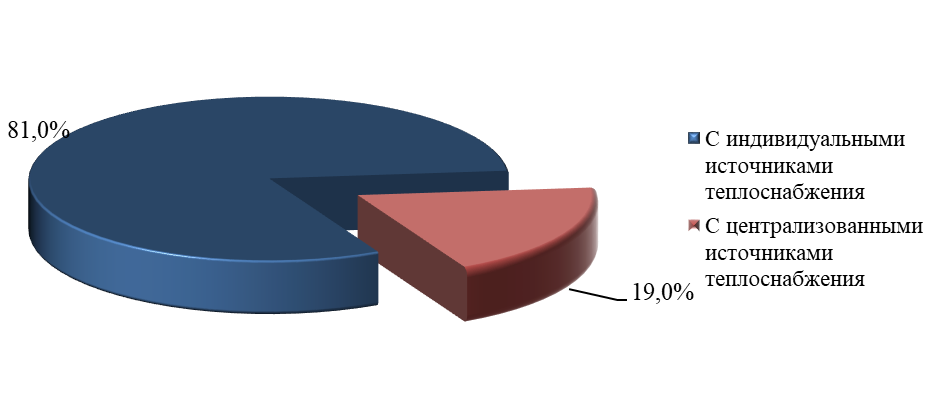 81,0%
С индивидуальными
источниками
теплоснабжения
С централизованными
источниками
теплоснабжения
19,0%